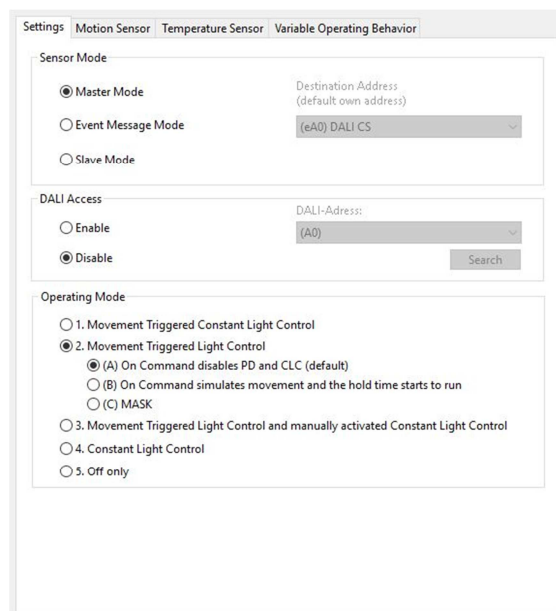 Settings Motion Sensor Temperature Sensor Variable Operating Behavior
Sensor Mode
Master Mode
Destination Address
(default own address)
Event Message Mode
(eA0) DALI CS
Slave Mode
DALI Access
DALI-Adress:
Enable
(A0)
Disable
Search
Operating Mode
1. Movement Triggered Constant Light Control
2. Movement Triggered Light Control
(A) On Command disables PD and CLC (default)
(B) On Command simulates movement and the hold time starts to run
(C) MASK
3. Movement Triggered Light Control and manually activated Constant Light Control
4. Constant Light Control
5. Off only